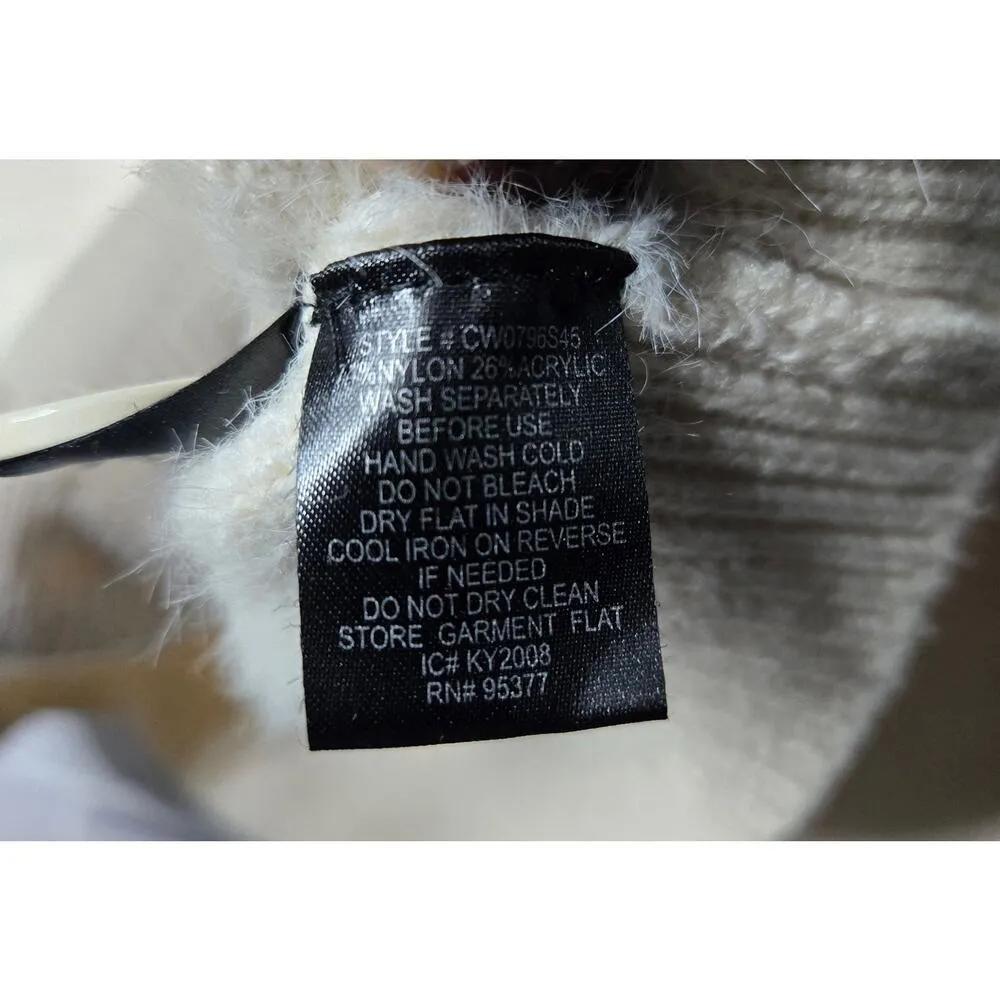 STYLE # CW0796S45
%NYLON 26%ACRYLIC
WASH SEPARATELY
BEFORE USE
HAND WASH COLD
DO NOT BLEACH
DRY FLAT IN SHADE
COOL IRON ON REVERSE
IF NEEDED
DO NOT DRY CLEAN
STORE GARMENT FLAT
IC# KY2008
RN# 95377